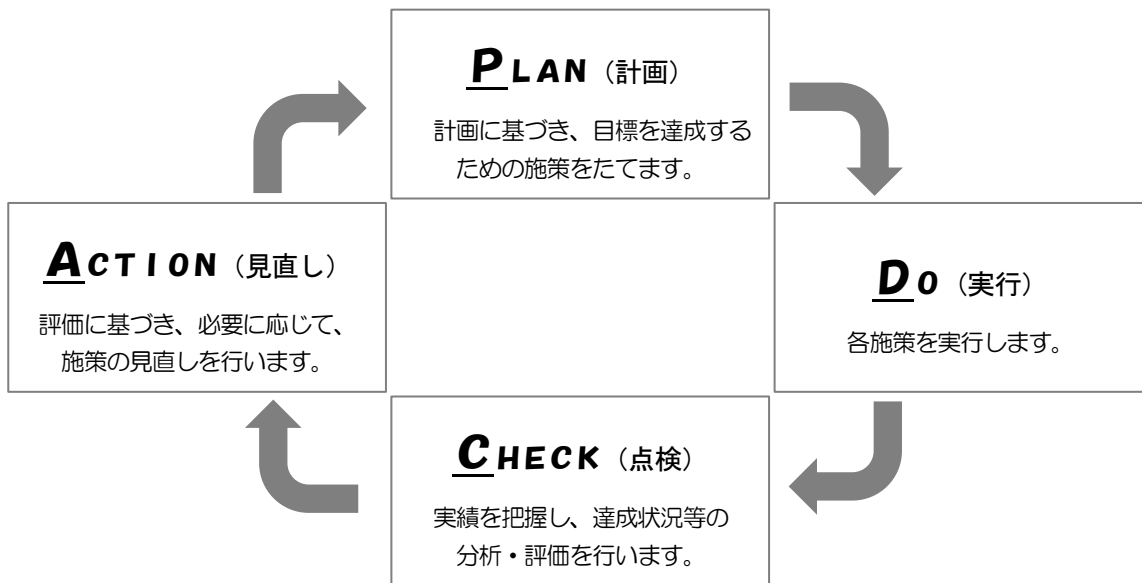 PLAN（計画）
計画に基づき、目標を達成する
ための施策をたてます。
ACTION（見直し）
評価に基づき、必要に応じて、
施策の見直しを行います。
DO（実行）
各施策を実行します。
CHECK（点検）
実績を把握し、達成状況等の
分析・評価を行います。